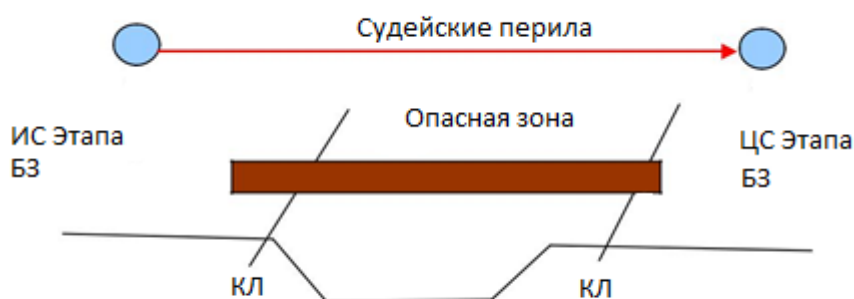 Судейские перила
Опасная зона
ИС Этапа
БЗ
ЦС Этапа
БЗ
КЛ
КЛ